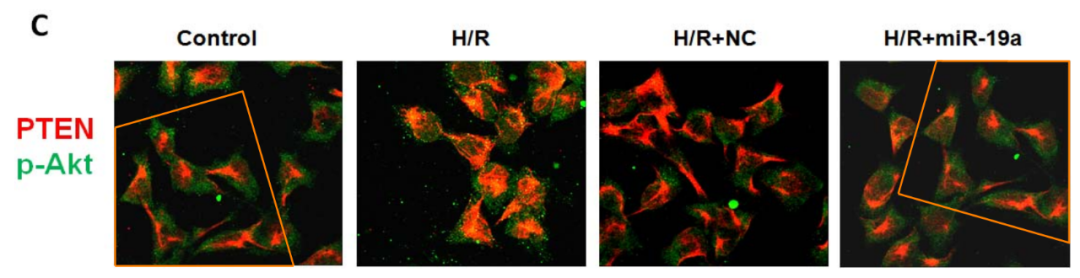 C
Control H/R H/R+NC H/R+miR-19a
PTEN
p-Akt